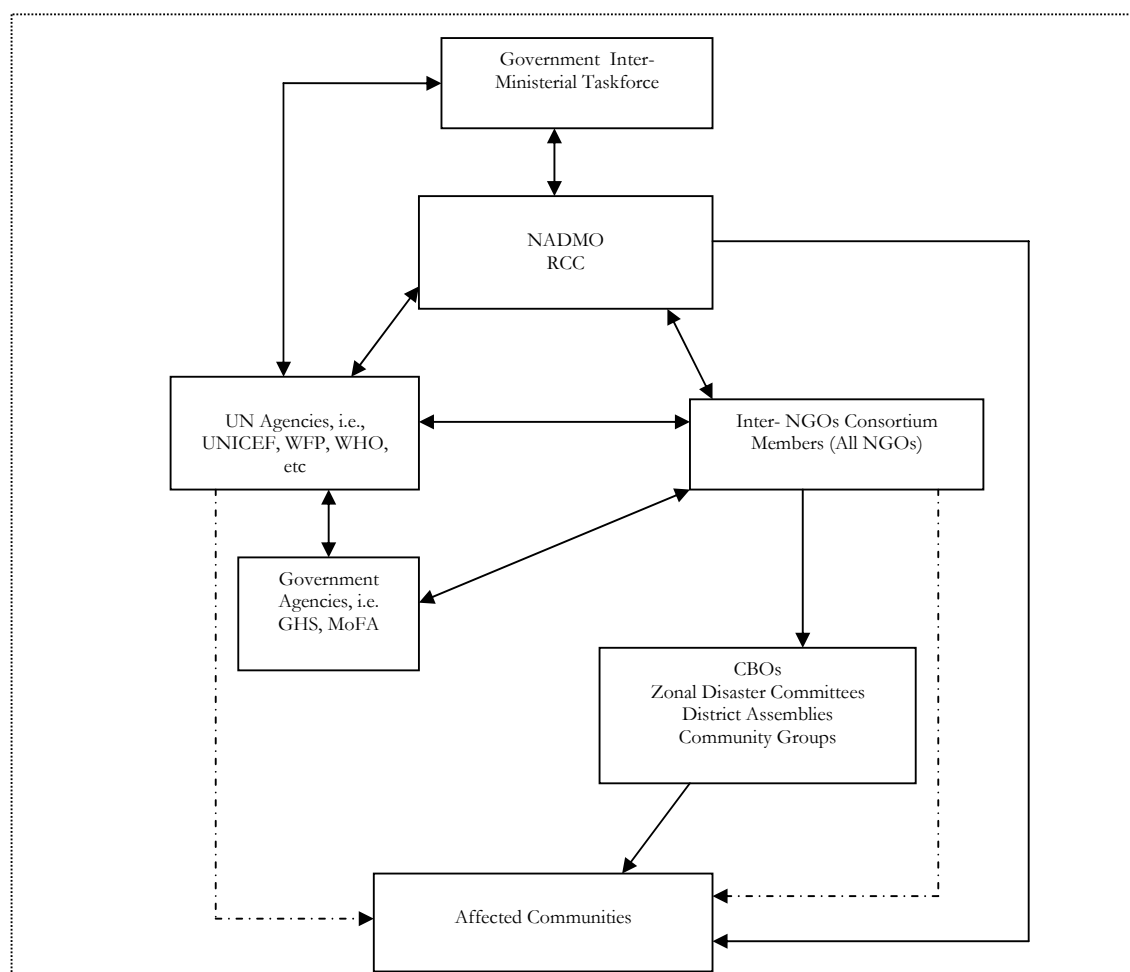 Government  Inter-
Ministerial Taskforce
NADMO
RCC
UN Agencies, i.e.,
UNICEF, WFP, WHO,
etc
Inter- NGOs Consortium
Members (All NGOs)
Government
Agencies, i.e.
GHS, MoFA
CBOs
Zonal Disaster Committees
District Assemblies
Community Groups
Affected Communities